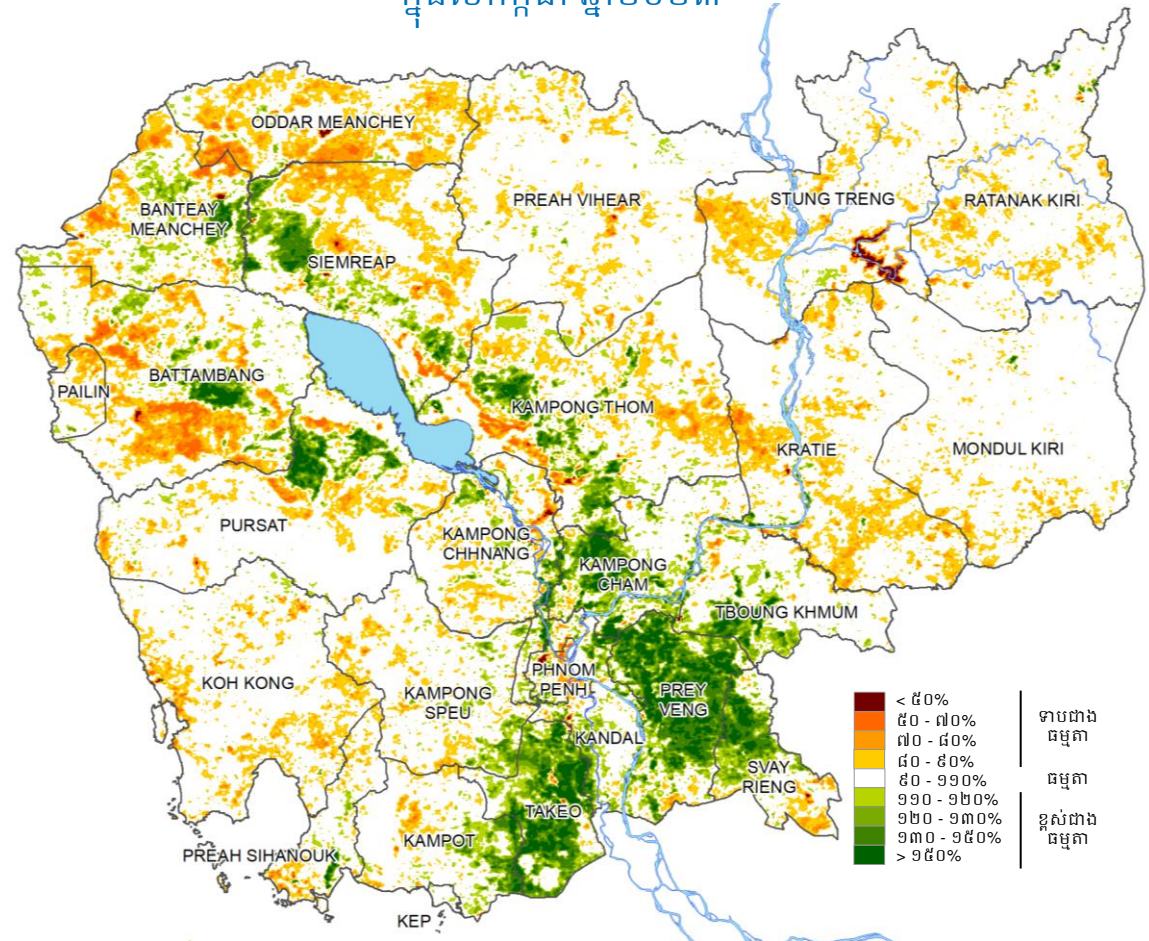 ODDAR MEANCHEY
PREAH VIHEAR
STUNG TRENG
RATANAK KIRI
BANTEAY
MEANCHEY
SIEMREAP
BATTAMBANG
PAILIN
KAMPONG THOM
KRATIE
MONDUL KIRI
PURSAT
KAMPONG
CHHNANG
KAMPONG
CHAM
TBOUNG KHMUM
KOH KONG
KAMPONG
SPEU
PHNOM
PENH
PREY
VENG
KANDAL
SVAY
RIENG
TAKEO
KAMPOT
PREAH SIHANOUK
KEP
< ៥០%
៥០ - ៧០%
៧០ - ៨០%
៨០ - ៩០%
៩០ - ១១០%
១១០ - ១២០%
១២០ - ១៣០%
១៣០ - ១៥០%
> ១៥០%
ទាបជាង
ធម្មតា
ធម្មតា
ខ្ពស់ជាង
ធម្មតា